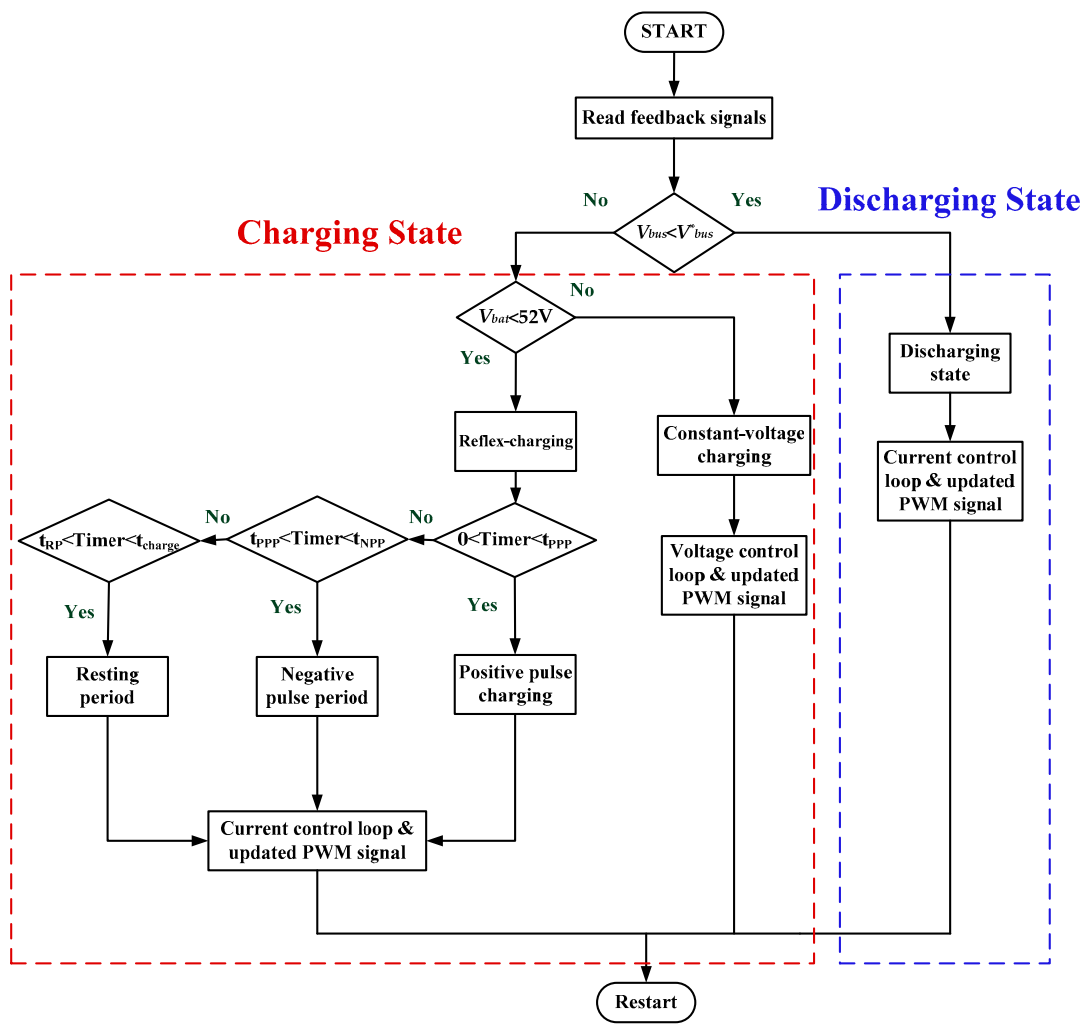 START
Read feedback signals
No
Yes
Discharging State
Charging State
Vbus<V*bus
No
Vbat<52V
Yes
Discharging
state
Reflex-charging
Constant-voltage
charging
Current control
loop & updated
PWM signal
No
No
tRP<Timer<tcharge
tPPP<Timer<tNPP
0<Timer<tPPP
Voltage control
loop & updated
PWM signal
Yes
Yes
Yes
Resting
period
Negative
pulse period
Positive pulse
charging
Current control loop &
updated PWM signal
Restart